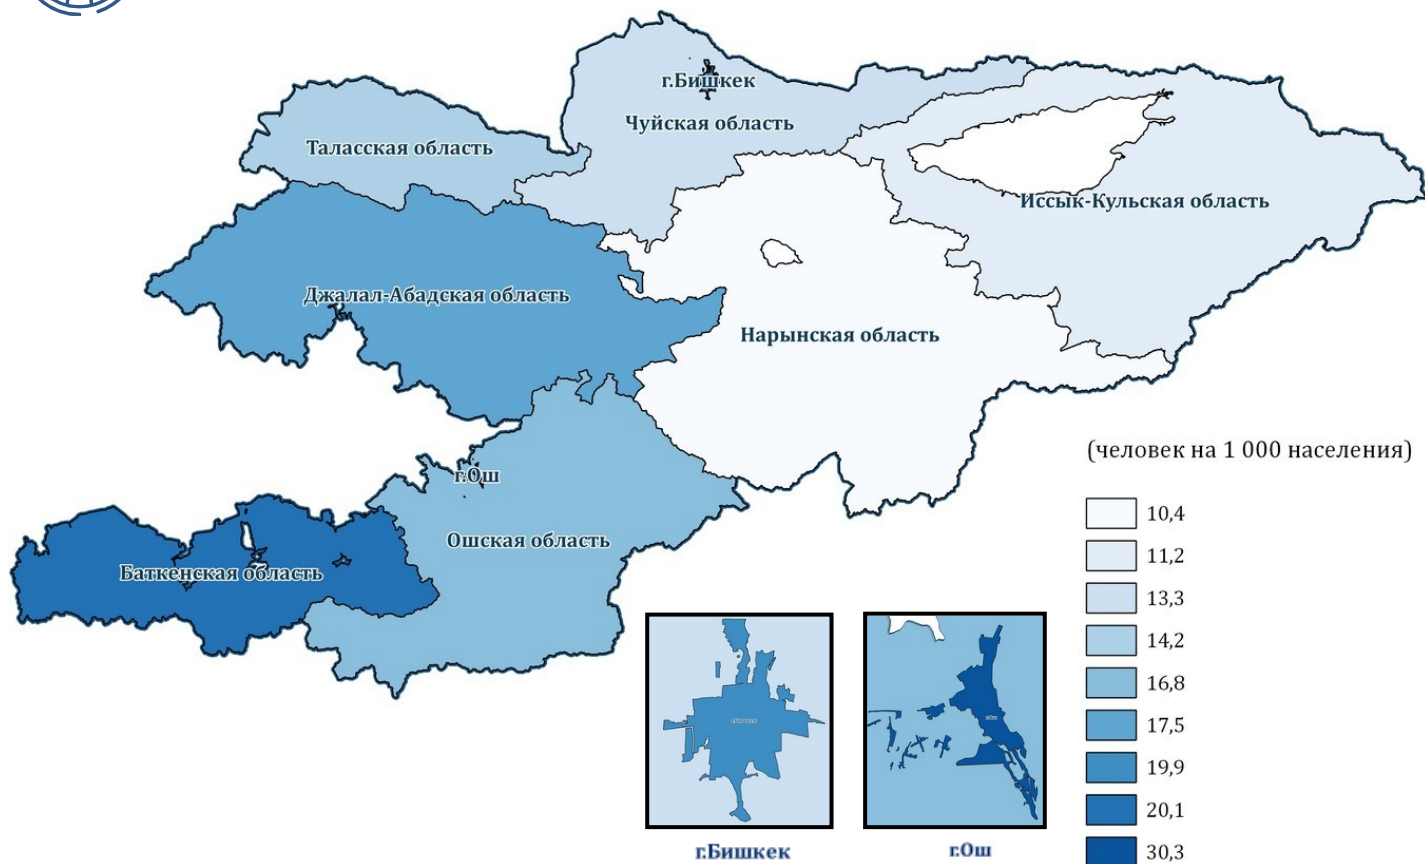 г.Бишкек
Чуйская область
Таласская область
Иссык-Кульская область
Джалал-Абадская область
Нарынская область
г.Ош
Ошская область
Баткенская область
(человек на 1 000 населения)
10,4
11,2
13,3
14,2
16,8
17,5
19,9
20,1
30,3
г.Бишкек
г.Ош